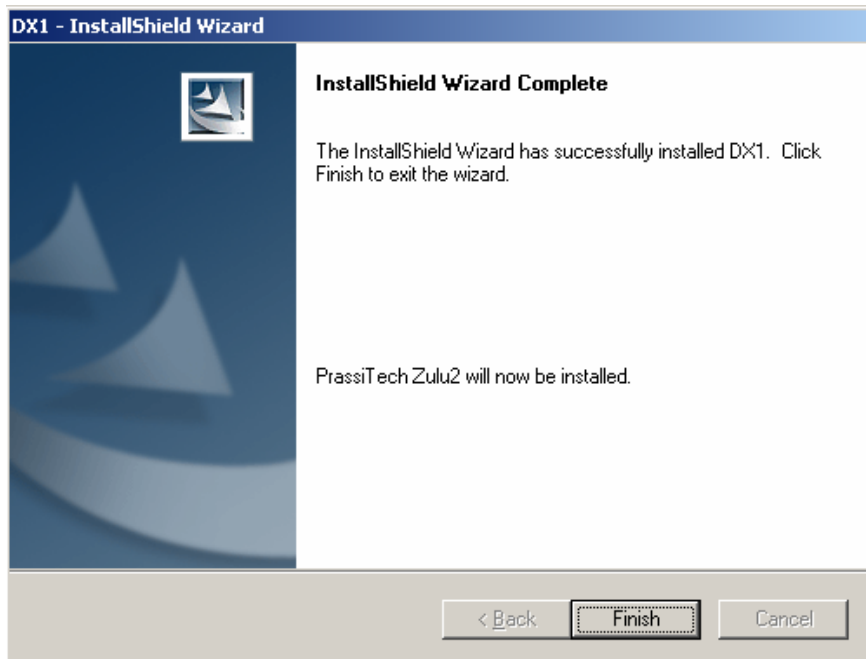 DX1 - InstallShield Wizard
InstallShield Wizard Complete
The InstallShield Wizard has successfully installed DX1. Click
Finish to exit the wizard.
PrassiTech Zulu2 will now be installed.
< Back
Finish
Cancel